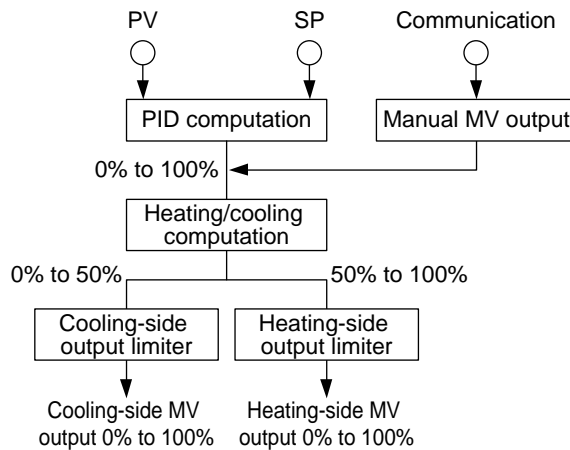 PV
SP
Communication
PID computation
Manual MV output
0% to 100%
Heating/cooling
computation
0% to 50%
50% to 100%
Cooling-side
output limiter
Heating-side
output limiter
Cooling-side MV
output 0% to 100%
Heating-side MV
output 0% to 100%